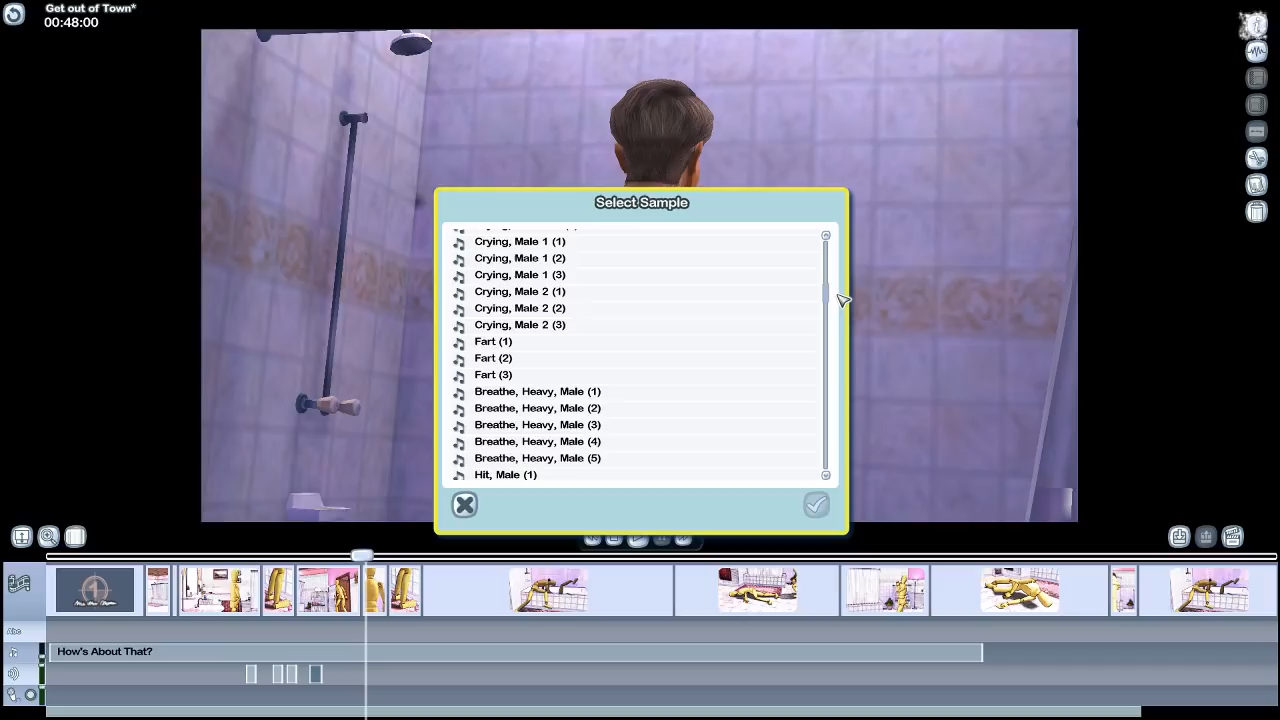 Get out of Town*
00:48:00
Select Sample
Crying, Male 1 (1)
Crying, Male 1 (2)
Crying, Male 1 (3)
Crying, Male 2 (1)
Crying, Male 2 (2)
Crying, Male 2 (3)
Fart (1)
Fart (2)
Fart (3)
Breathe, Heavy, Male (1)
Breathe, Heavy, Male (2)
Breathe, Heavy, Male (3)
Breathe, Heavy, Male (4)
Breathe, Heavy, Male (5)
Hit, Male (1)
Abc
How's About That?